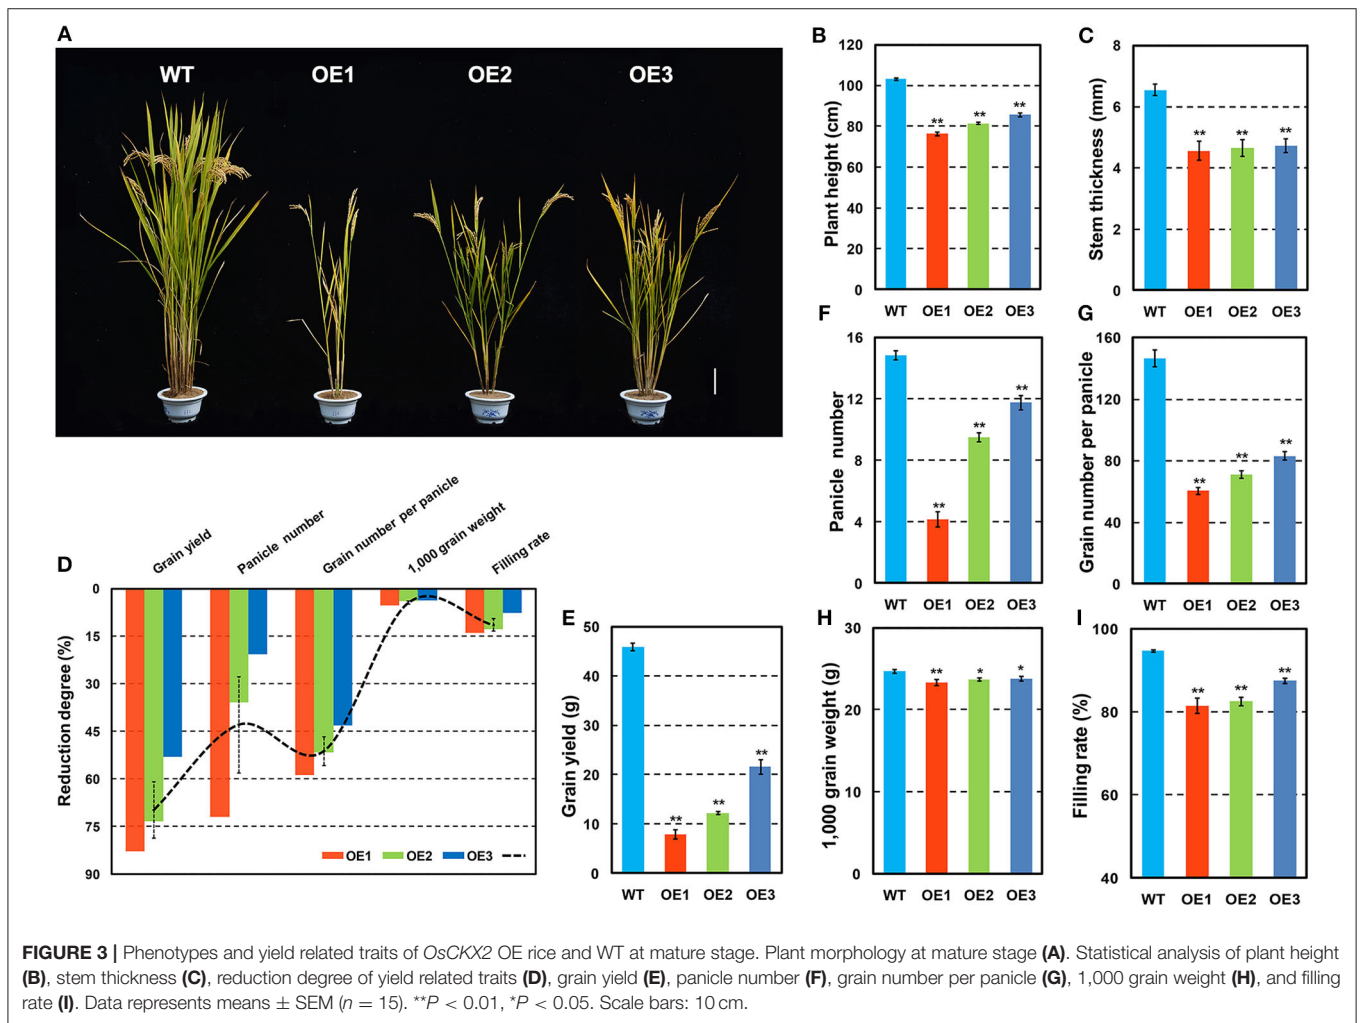 A
WT OE1 OE2 OE3
B
Plant height (cm)
120
100
80
60
40
20
0
**
**
**
WT OE1 OE2 OE3
C
Stem thickness (mm)
8
6
4
2
0
**
**
**
WT OE1 OE2 OE3
D
Grain yield
Panicle number
Grain number per panicle
1,000 grain weight
Filling rate
Reduction degree (%)
0
15
30
45
60
75
90
OE1 OE2 OE3
E
Grain yield (g)
50
40
30
20
10
0
**
**
**
WT OE1 OE2 OE3
F
Panicle number
16
12
8
4
0
**
**
**
WT OE1 OE2 OE3
G
Grain number per panicle
160
120
80
40
0
**
**
**
WT OE1 OE2 OE3
H
1,000 grain weight (g)
30
20
10
0
**
*
*
WT OE1 OE2 OE3
I
Filling rate (%)
100
80
60
40
**
**
**
WT OE1 OE2 OE3
FIGURE 3 | Phenotypes and yield related traits of OsCKX2 OE rice and WT at mature stage. Plant morphology at mature stage (A). Statistical analysis of plant height
(B), stem thickness (C), reduction degree of yield related traits (D), grain yield (E), panicle number (F), grain number per panicle (G), 1,000 grain weight (H), and filling
rate (I). Data represents means ± SEM (n = 15). **P < 0.01, *P < 0.05. Scale bars: 10 cm.